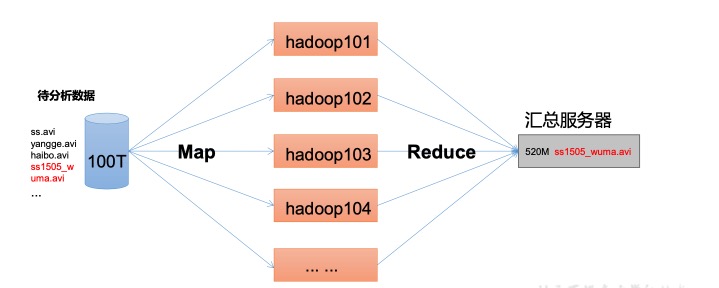 hadoop101
待分析数据
hadoop102
ss.avi
yangge.avi
haibo.avi
ss1505_w
uma.avi
...
100T
Map
hadoop103
Reduce
汇总服务器
520M ss1505_wuma.avi
hadoop104
... ...